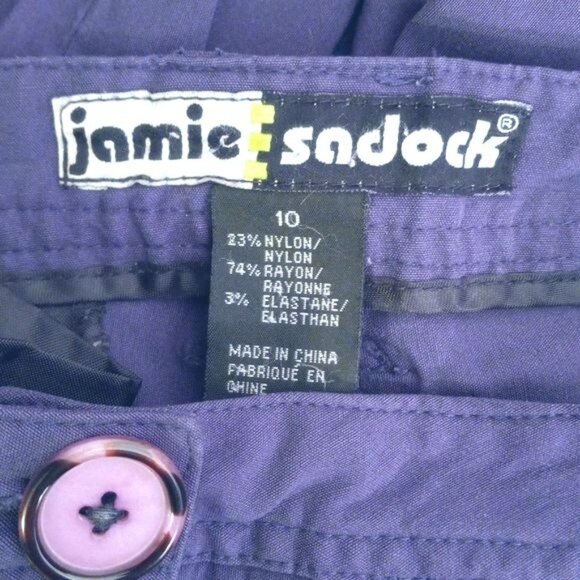 jamie sadock®
10
23% NYLON/
NYLON
74% RAYON/
RAYONNE
3% ELASTANE/
ELASTHAN
MADE IN CHINA
FABRIQUÉ EN
CHINE